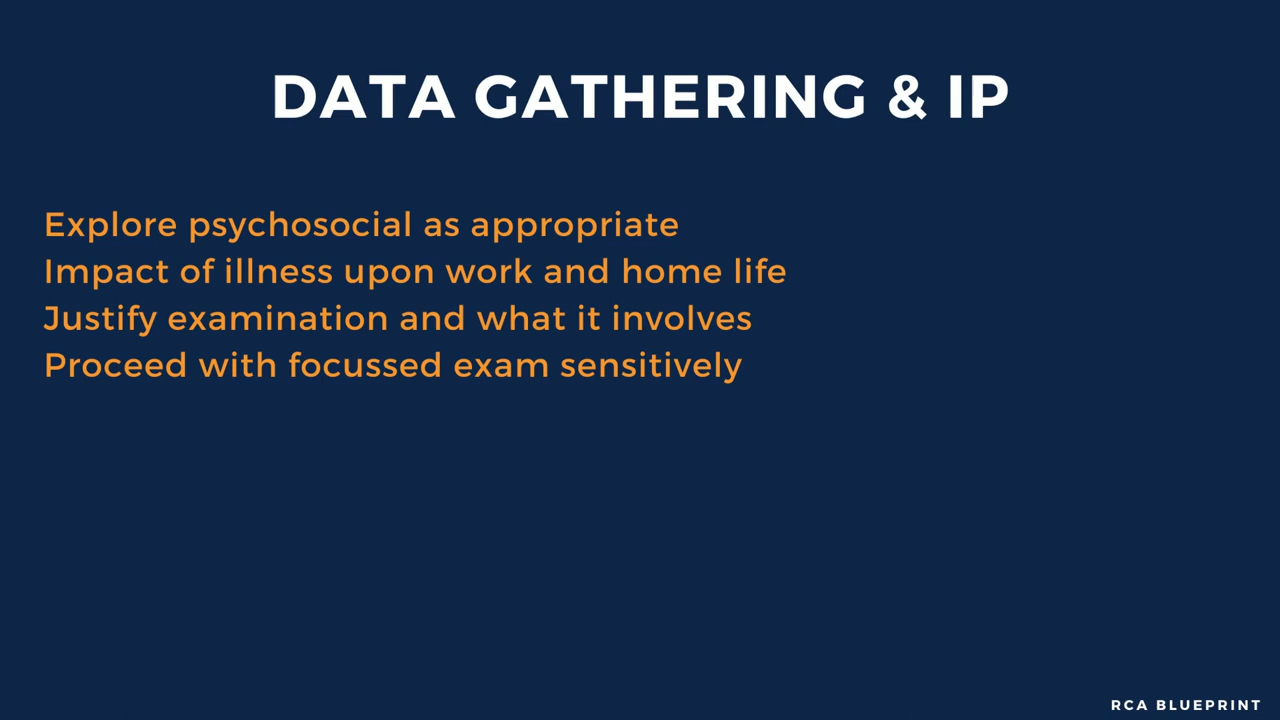 DATA GATHERING & IP
Explore psychosocial as appropriate
Impact of illness upon work and home life
Justify examination and what it involves
Proceed with focussed exam sensitively
RCA BLUEPRINT